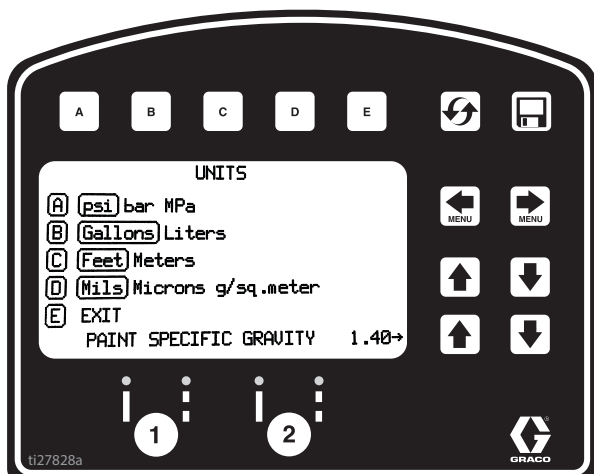 A B C D E
UNITS
A psi bar MPa
B Gallons Liters
C Feet Meters
D Mils Microns g/sq.meter
E EXIT
PAINT SPECIFIC GRAVITY 1.40→
MENU MENU
1 2
ti27828a
G
GRACO